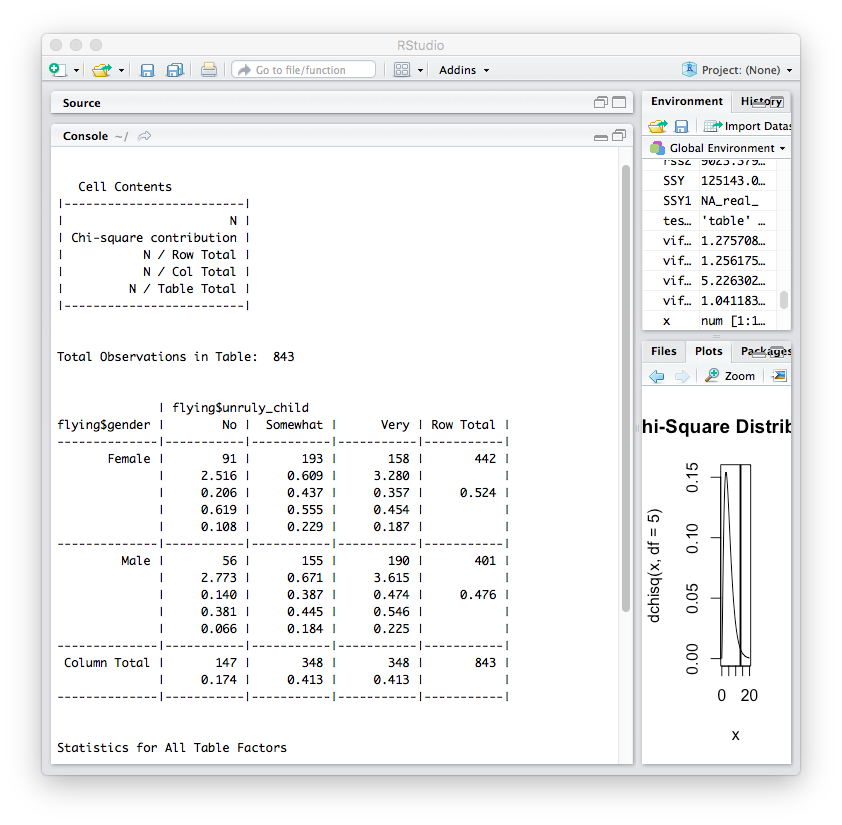 RStudio
Go to file/function
Addins
Project: (None)
Source
Console ~/
   Cell Contents
|-------------------------|
|                       N |
| Chi-square contribution |
|           N / Row Total |
|           N / Col Total |
|         N / Table Total |
|-------------------------|
Total Observations in Table:  843
              | flying$unruly_child
flying$gender |        No |  Somewhat |      Very | Row Total |
--------------|-----------|-----------|-----------|-----------|
       Female |        91 |       193 |       158 |       442 |
              |     2.516 |     0.609 |     3.280 |           |
              |     0.206 |     0.437 |     0.357 |     0.524 |
              |     0.619 |     0.555 |     0.454 |           |
              |     0.108 |     0.229 |     0.187 |           |
--------------|-----------|-----------|-----------|-----------|
         Male |        56 |       155 |       190 |       401 |
              |     2.773 |     0.671 |     3.615 |           |
              |     0.140 |     0.387 |     0.474 |     0.476 |
              |     0.381 |     0.445 |     0.546 |           |
              |     0.066 |     0.184 |     0.225 |           |
--------------|-----------|-----------|-----------|-----------|
 Column Total |       147 |       348 |       348 |       843 |
              |     0.174 |     0.413 |     0.413 |           |
--------------|-----------|-----------|-----------|-----------|
Statistics for All Table Factors
Environment History
Import Datas
Global Environment
rss2 9023.379…
SSY 125143.0…
SSY1 NA_real_
tes… 'table' …
vif… 1.275708…
vif… 1.256175…
vif… 5.226302…
vif… 1.041183…
x num [1:1…
Files Plots Packages
Zoom
hi-Square Distrib
dchisq(x, df = 5)
0.15
0.10
0.05
0.00
0 20
x